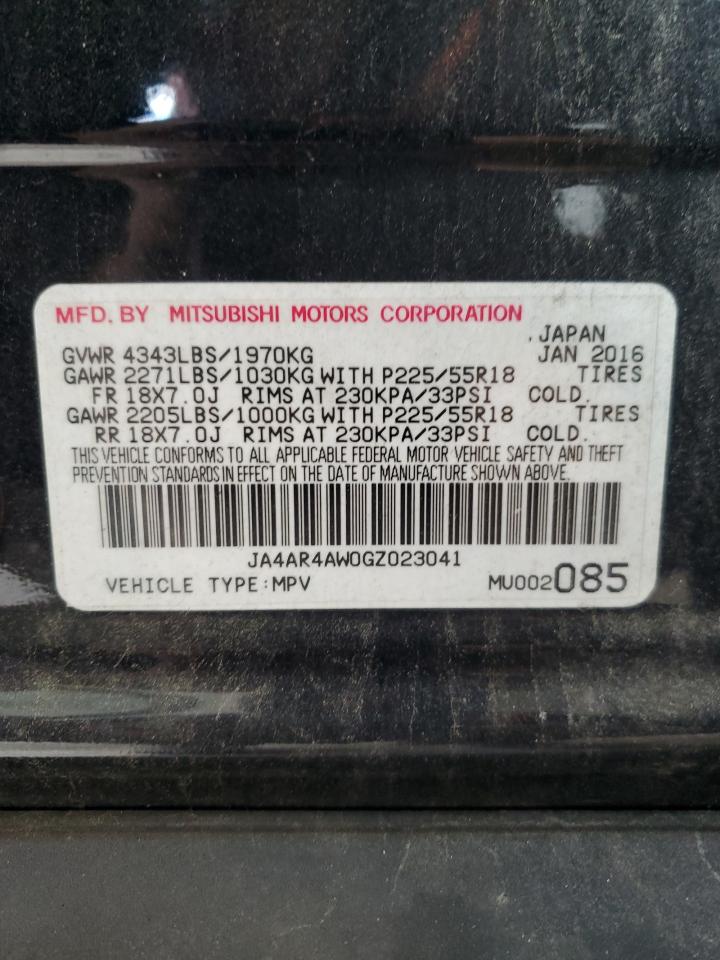 MFD. BY MITSUBISHI MOTORS CORPORATION
. JAPAN
GVWR 4343LBS/1970KG JAN 2016
GAWR 2271LBS/1030KG WITH P225/55R18 TIRES
FR 18X7.0J RIMS AT 230KPA/33PSI COLD.
GAWR 2205LBS/1000KG WITH P225/55R18 TIRES
RR 18X7.0J RIMS AT 230KPA/33PSI COLD.
THIS VEHICLE CONFORMS TO ALL APPLICABLE FEDERAL MOTOR VEHICLE SAFETY AND THEFT
PREVENTION STANDARDS IN EFFECT ON THE DATE OF MANUFACTURE SHOWN ABOVE.
JA4AR4AW0GZ023041
VEHICLE TYPE:MPV MU002085